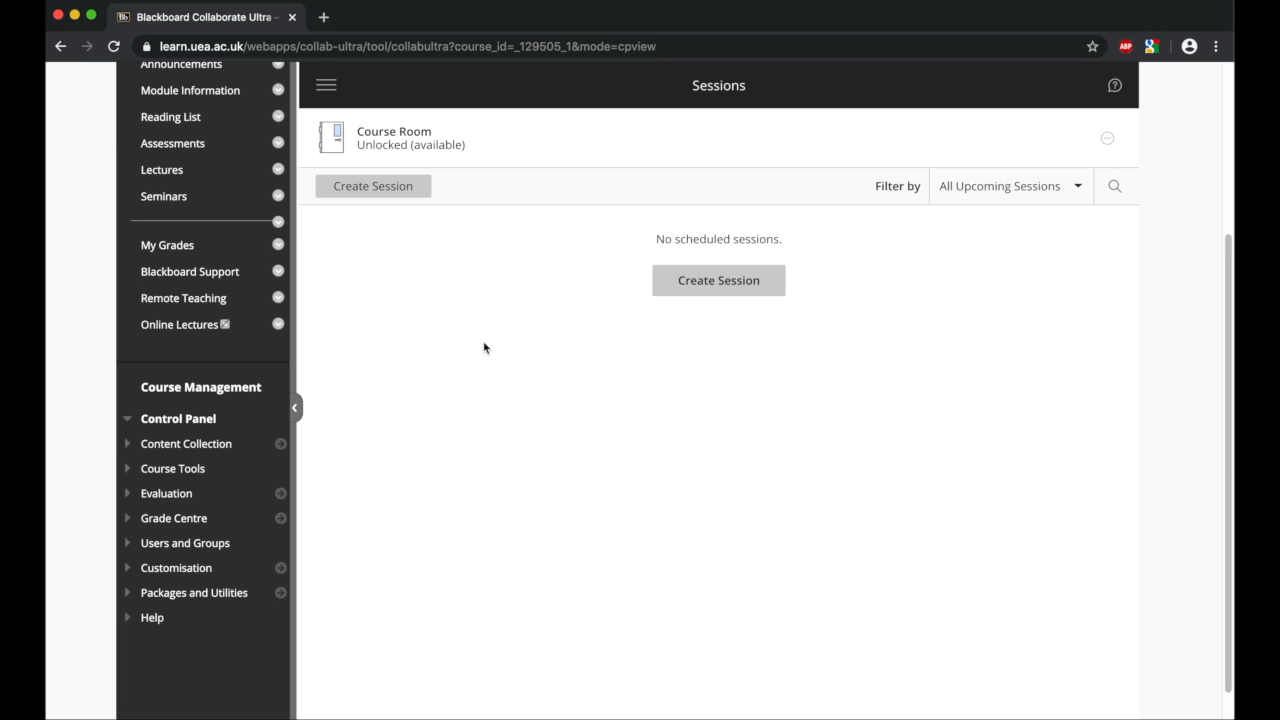 Blackboard Collaborate Ultra –
learn.uea.ac.uk/webapps/collab-ultra/tool/collabultra?course_id=_129505_1&mode=cpview
ABP
Announcements
Module Information
Reading List
Assessments
Lectures
Seminars
My Grades
Blackboard Support
Remote Teaching
Online Lectures
Course Management
Control Panel
Content Collection
Course Tools
Evaluation
Grade Centre
Users and Groups
Customisation
Packages and Utilities
Help
Sessions
Course Room
Unlocked (available)
Create Session
Filter by
All Upcoming Sessions
No scheduled sessions.
Create Session